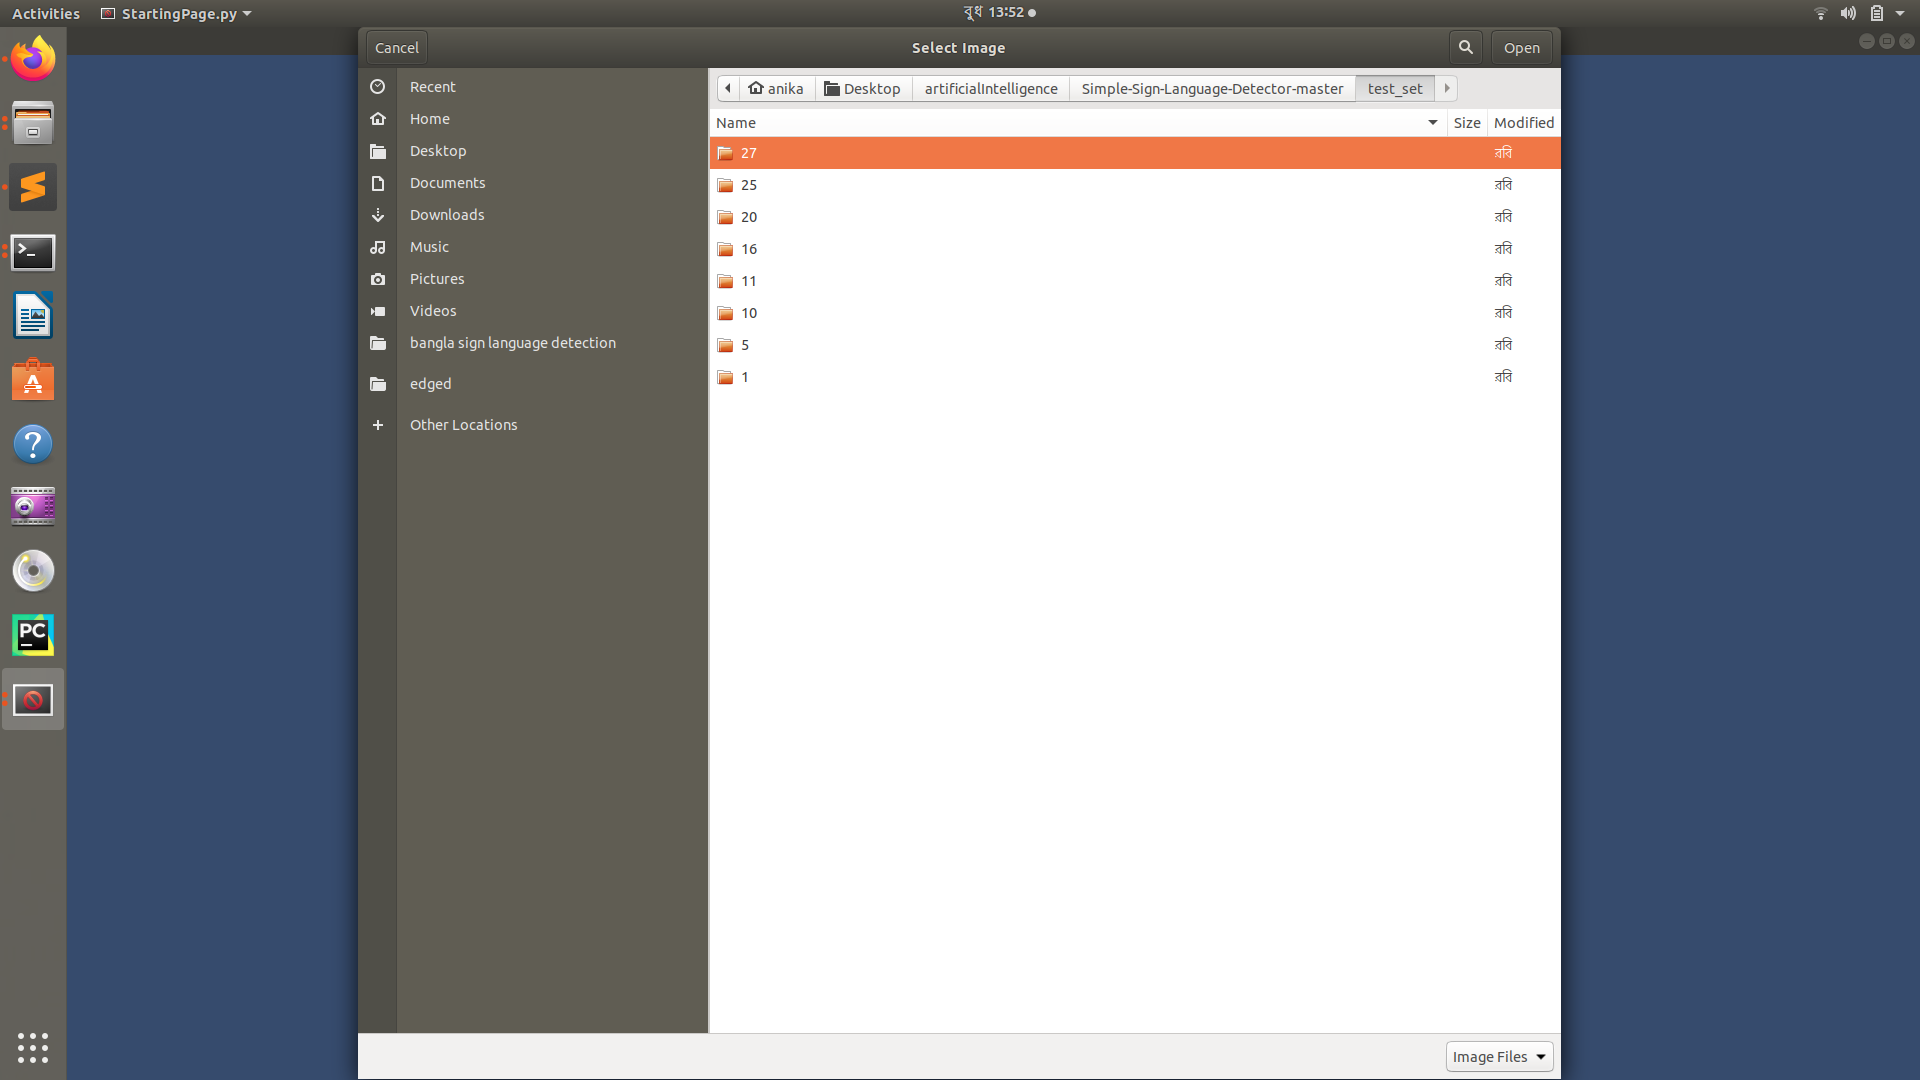 Activities StartingPage.py বুধ 13:52
Cancel Select Image Open
Recent
Home
Desktop
Documents
Downloads
Music
Pictures
Videos
bangla sign language detection
edged
Other Locations
anika Desktop artificialIntelligence Simple-Sign-Language-Detector-master test_set
Name Size Modified
27 রবি
25 রবি
20 রবি
16 রবি
11 রবি
10 রবি
5 রবি
1 রবি
Image Files
PC